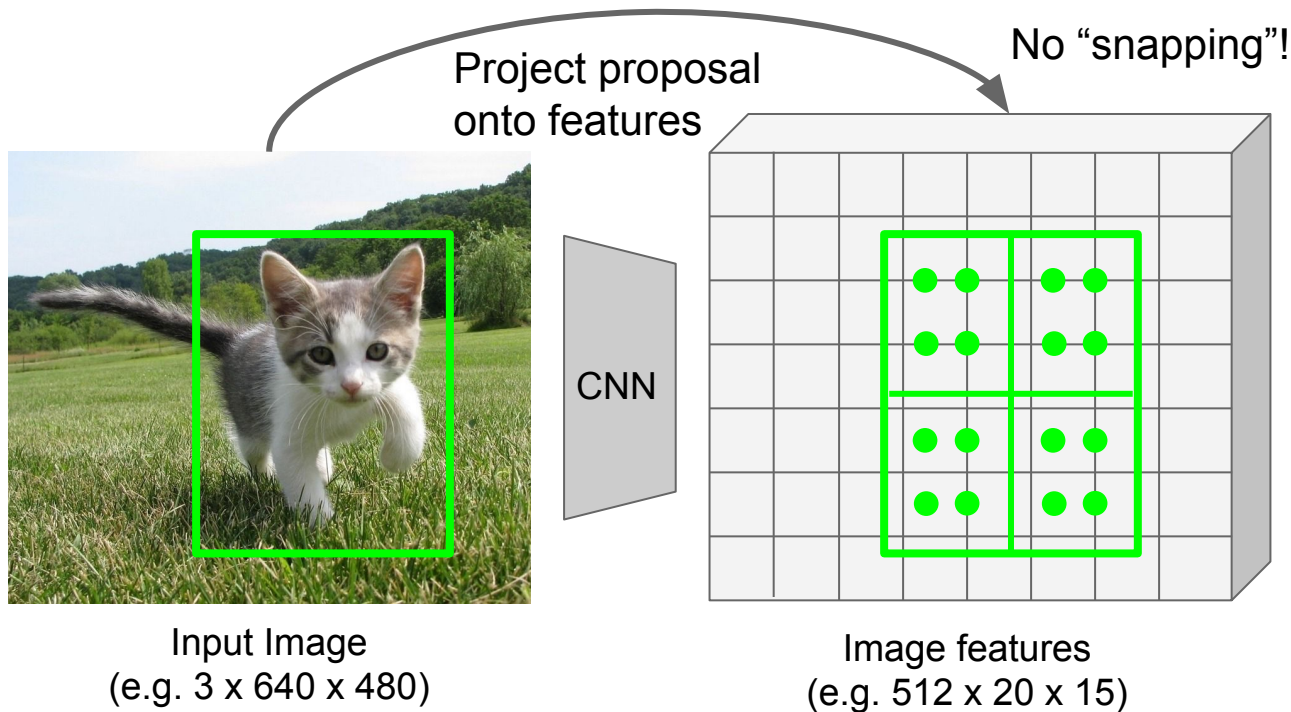 No “snapping”!
Project proposal
onto features
CNN
Input Image
(e.g. 3 x 640 x 480)
Image features
(e.g. 512 x 20 x 15)